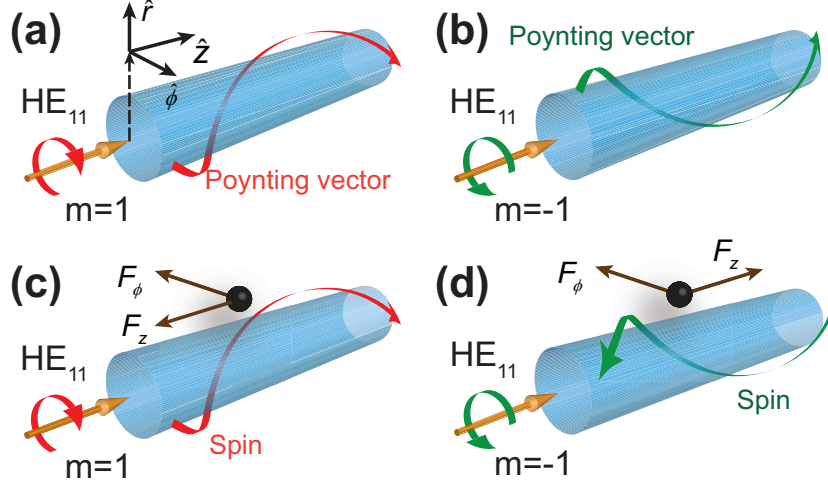 (a)
r̂
ẑ
ϕ̂
HE₁₁
m=1
Poynting vector
(b)
Poynting vector
HE₁₁
m=-1
(c)
Fϕ
Fz
HE₁₁
m=1
Spin
(d)
Fϕ
Fz
HE₁₁
m=-1
Spin